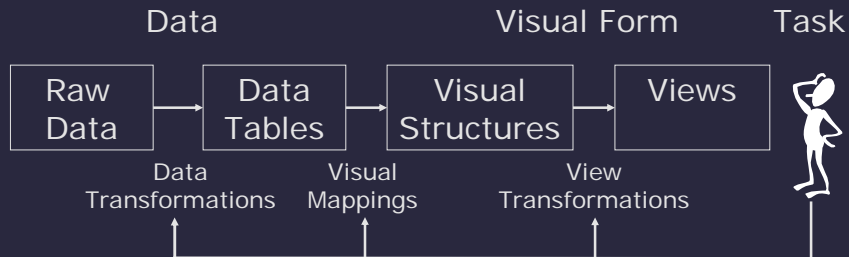 Data
Visual Form
Task
Raw
Data
Data
Tables
Visual
Structures
Views
Data
Transformations
Visual
Mappings
View
Transformations